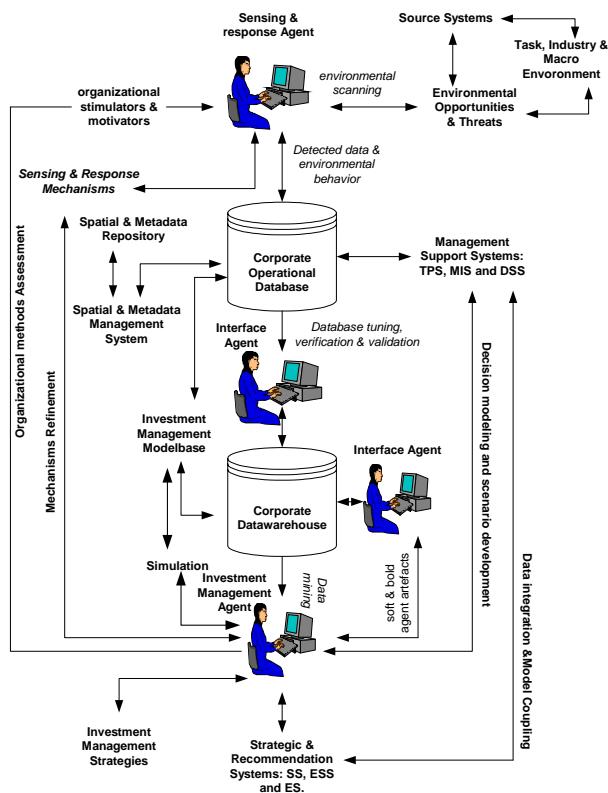 Sensing &
response Agent
Source Systems
Task, Industry &
Macro
Envoronment
environmental
scanning
organizational
stimulators &
motivators
Environmental
Opportunities
& Threats
Detected data &
environmental
behavior
Sensing & Response
Mechanisms
Spatial & Metadata
Repository
Corporate
Operational
Database
Management
Support Systems:
TPS, MIS and DSS
Spatial & Metadata
Management
System
Interface
Agent
Database tuning,
verification & validation
Organizational methods Assessment
Mechanisms Refinement
Investment
Management
Modelbase
Interface Agent
Corporate
Datawarehouse
Decision modeling and scenario development
Data integration &Model Coupling
Simulation
Investment
Management
Agent
Data
mining
soft & bold
agent artefacts
Investment
Management
Strategies
Strategic &
Recommendation
Systems: SS, ESS
and ES.